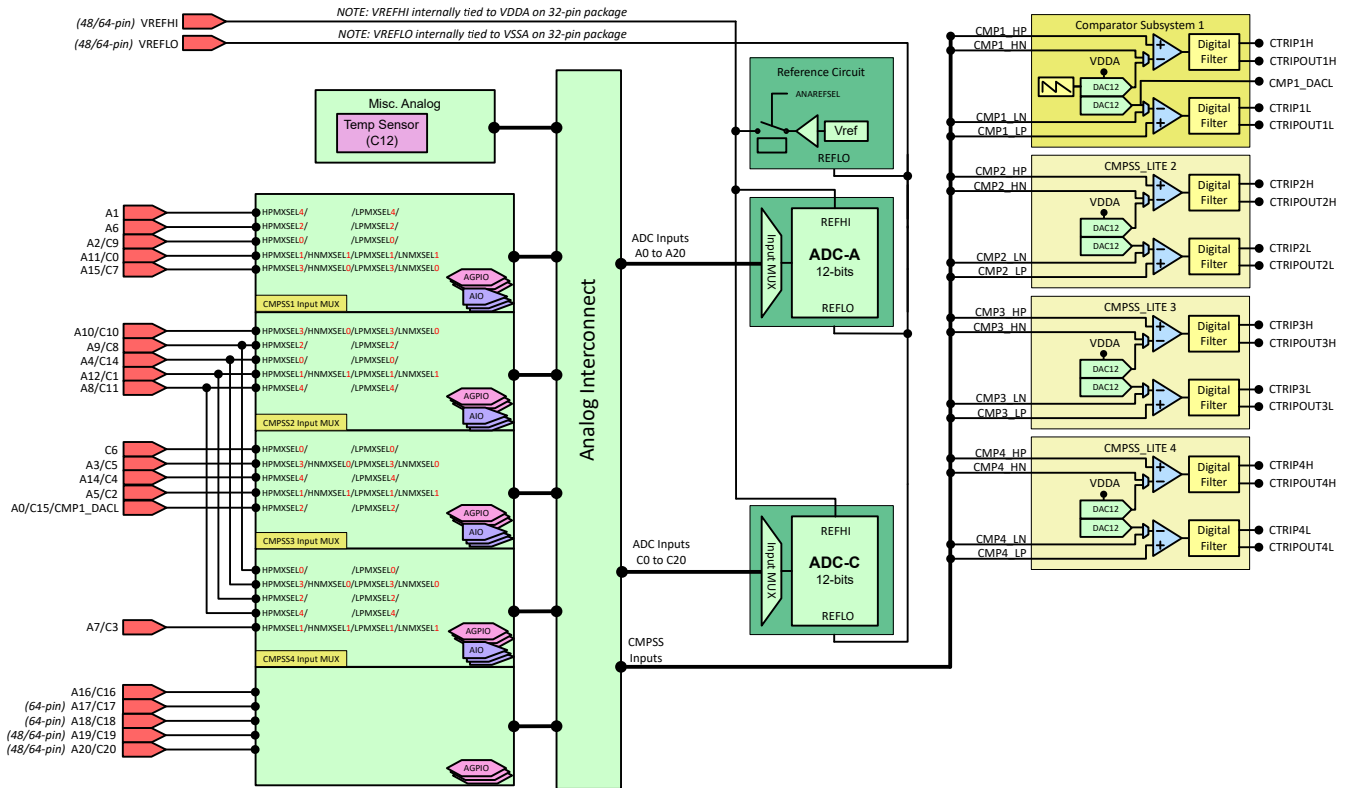 (48/64-pin) VREFHI
NOTE: VREFHI internally tied to VDDA on 32-pin package
(48/64-pin) VREFLO
NOTE: VREFLO internally tied to VSSA on 32-pin package
Misc. Analog
Temp Sensor
(C12)
Analog Interconnect
A1
HPMXSEL4/ /LPMXSEL4/
A6
HPMXSEL2/ /LPMXSEL2/
A2/C9
HPMXSEL0/ /LPMXSEL0/
A11/C0
HPMXSEL1/HNMXSEL1/LPMXSEL1/LNMXSEL1
A15/C7
HPMXSEL3/HNMXSEL0/LPMXSEL3/LNMXSEL0
AGPIO
AIO
CMPSS1 Input MUX
A10/C10
HPMXSEL3/HNMXSEL0/LPMXSEL3/LNMXSEL0
A9/C8
HPMXSEL2/ /LPMXSEL2/
A4/C14
HPMXSEL0/ /LPMXSEL0/
A12/C1
HPMXSEL1/HNMXSEL1/LPMXSEL1/LNMXSEL1
A8/C11
HPMXSEL4/ /LPMXSEL4/
AGPIO
AIO
CMPSS2 Input MUX
C6
HPMXSEL0/ /LPMXSEL0/
A3/C5
HPMXSEL3/HNMXSEL0/LPMXSEL3/LNMXSEL0
A14/C4
HPMXSEL4/ /LPMXSEL4/
A5/C2
HPMXSEL1/HNMXSEL1/LPMXSEL1/LNMXSEL1
A0/C15/CMP1_DACL
HPMXSEL2/ /LPMXSEL2/
AGPIO
AIO
CMPSS3 Input MUX
HPMXSEL0/ /LPMXSEL0/
HPMXSEL3/HNMXSEL0/LPMXSEL3/LNMXSEL0
HPMXSEL2/ /LPMXSEL2/
HPMXSEL4/ /LPMXSEL4/
A7/C3
HPMXSEL1/HNMXSEL1/LPMXSEL1/LNMXSEL1
AGPIO
AIO
CMPSS4 Input MUX
A16/C16
(64-pin) A17/C17
(64-pin) A18/C18
(48/64-pin) A19/C19
(48/64-pin) A20/C20
AGPIO
Reference Circuit
ANAREFSEL
Vref
REFLO
ADC Inputs
A0 to A20
Input MUX
REFHI
ADC-A
12-bits
REFLO
ADC Inputs
C0 to C20
Input MUX
REFHI
ADC-C
12-bits
REFLO
CMPSS
Inputs
Comparator Subsystem 1
CMP1_HP
CMP1_HN
VDDA
DAC12
DAC12
CMP1_LN
CMP1_LP
Digital
Filter
Digital
Filter
CTRIP1H
CTRIPOUT1H
CMP1_DACL
CTRIP1L
CTRIPOUT1L
CMPSS_LITE 2
CMP2_HP
CMP2_HN
VDDA
DAC12
DAC12
CMP2_LN
CMP2_LP
Digital
Filter
Digital
Filter
CTRIP2H
CTRIPOUT2H
CTRIP2L
CTRIPOUT2L
CMPSS_LITE 3
CMP3_HP
CMP3_HN
VDDA
DAC12
DAC12
CMP3_LN
CMP3_LP
Digital
Filter
Digital
Filter
CTRIP3H
CTRIPOUT3H
CTRIP3L
CTRIPOUT3L
CMPSS_LITE 4
CMP4_HP
CMP4_HN
VDDA
DAC12
DAC12
CMP4_LN
CMP4_LP
Digital
Filter
Digital
Filter
CTRIP4H
CTRIPOUT4H
CTRIP4L
CTRIPOUT4L